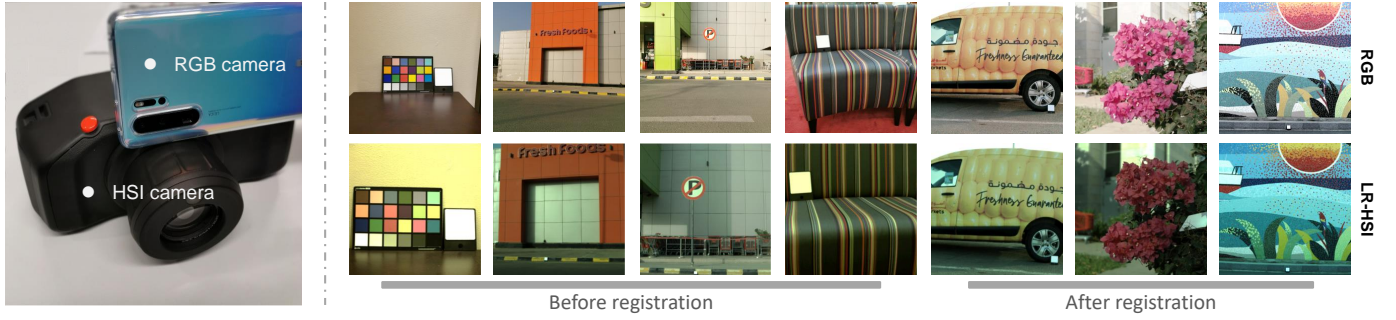 RGB camera
HSI camera
Fresh Foods
P
جودة مضمونة
Freshness Guaranteed
RGB
Fresh Foods
P
جودة مضمونة
Freshness Guaranteed
LR-HSI
Before registration
After registration